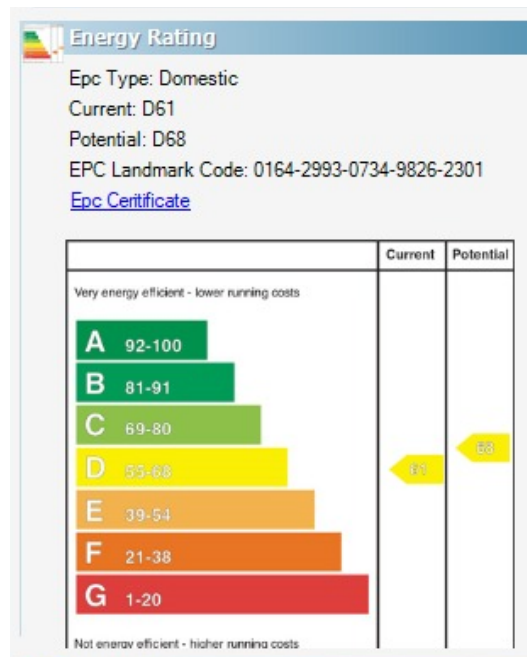 Energy Rating
Epc Type: Domestic
Current: D61
Potential: D68
EPC Landmark Code: 0164-2993-0734-9826-2301
Epc Ceritificate
Current Potential
Very energy efficient - lower running costs
A 92-100
B 81-91
C 69-80
68
D 55-68 61
E 39-54
F 21-38
G 1-20
Not energy efficient - higher running costs